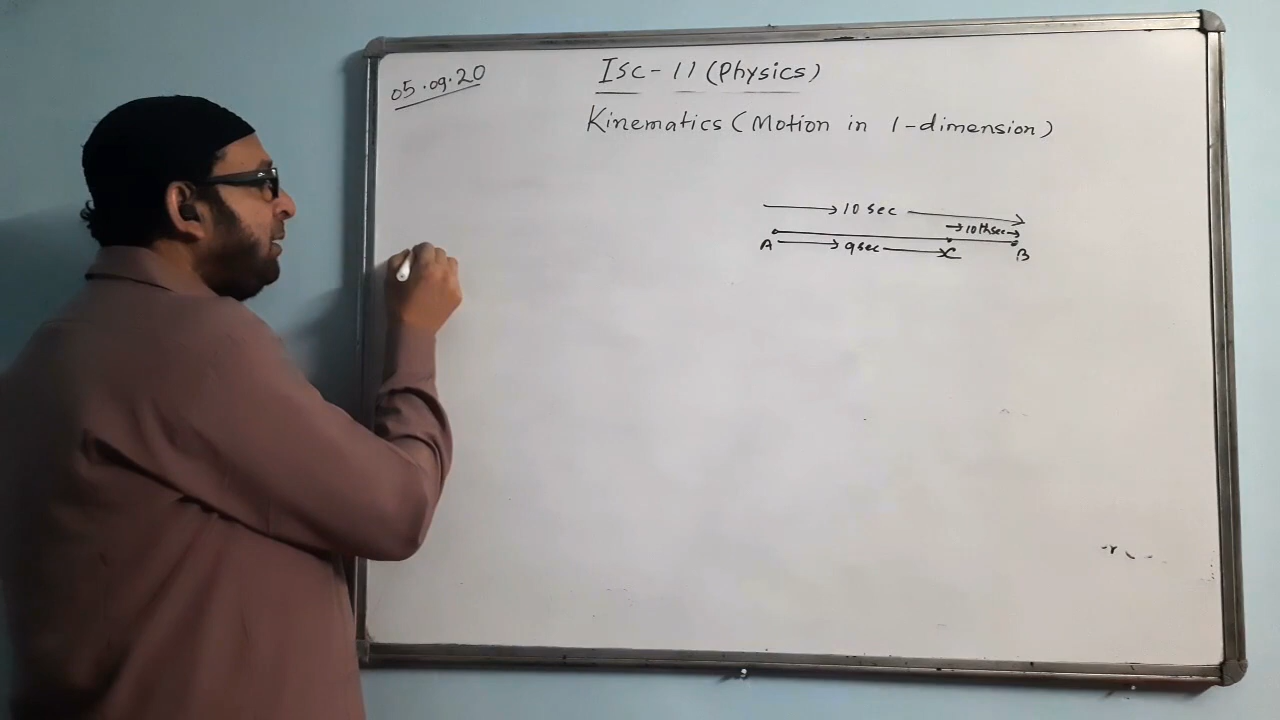 05.09.20
ISC-11 (Physics)
Kinematics (Motion in 1-dimension)
10 sec
10th sec
A 9 sec C B